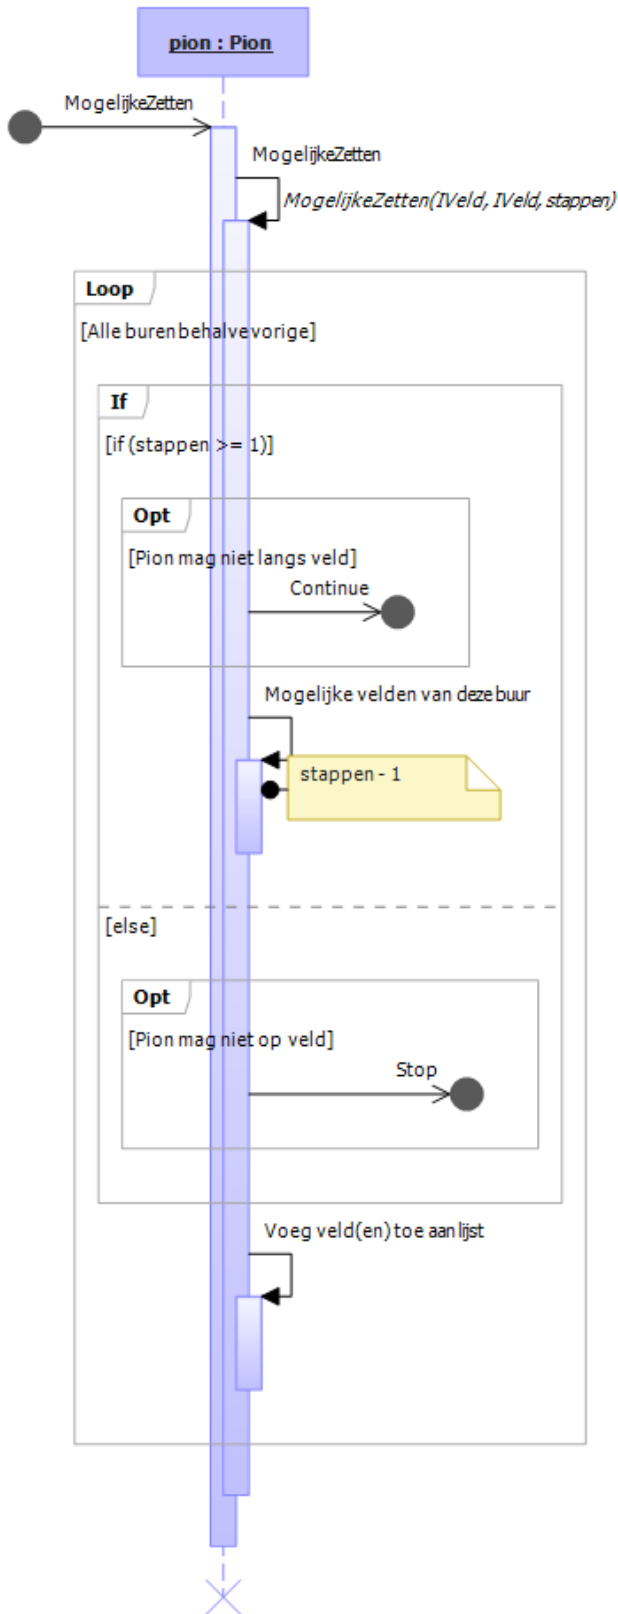 pion : Pion
MogelijkeZetten
MogelijkeZetten
MogelijkeZetten(IVeld, IVeld, stappen)
Loop
[Alle buren behalve vorige]
If
[if (stappen >= 1)]
Opt
[Pion mag niet langs veld]
Continue
Mogelijke velden van deze buur
stappen - 1
[else]
Opt
[Pion mag niet op veld]
Stop
Voeg veld(en) toe aan lijst